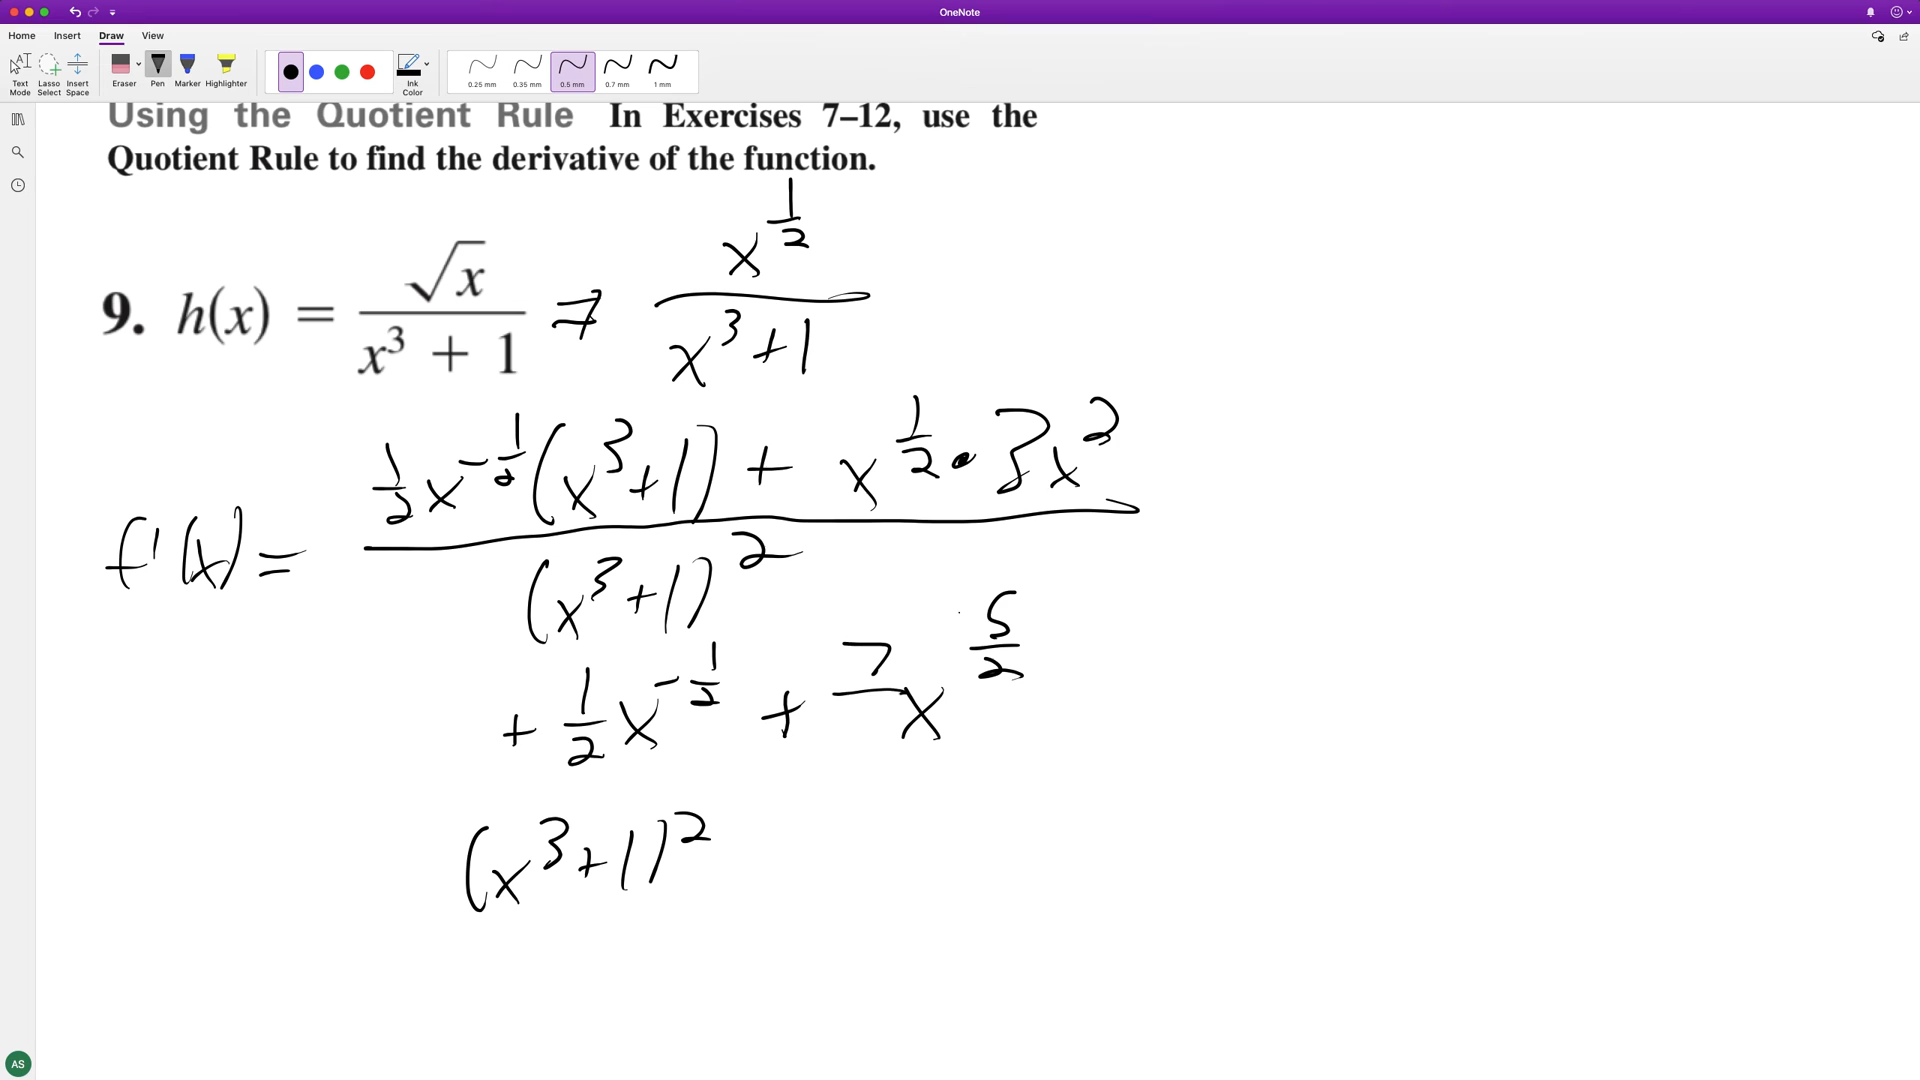 OneNote
Home Insert Draw View
Text Mode Lasso Select Insert Space Eraser Pen Marker Highlighter Ink Color 0.25 mm 0.35 mm 0.5 mm 0.7 mm 1 mm
Using the Quotient Rule In Exercises 7–12, use the
Quotient Rule to find the derivative of the function.
9. h(x) = √x / (x³ + 1) ⇒ x^(1/2) / (x³+1)
f'(x) = (1/2 x^(-1/2) (x³+1) + x^(1/2) • 3x²) / (x³+1)²
+ 1/2 x^(-1/2) + 7/ x^(5/2)
(x³+1)²
AS